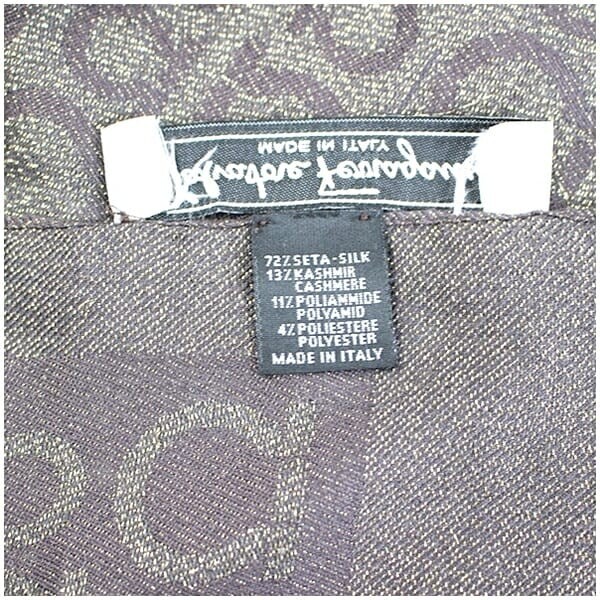 MADE IN ITALY
Salvatore Ferragamo
72% SETA - SILK
13% KASHMIR
CASHMERE
11% POLIAMMIDE
POLYAMID
4% POLIESTERE
POLYESTER
MADE IN ITALY